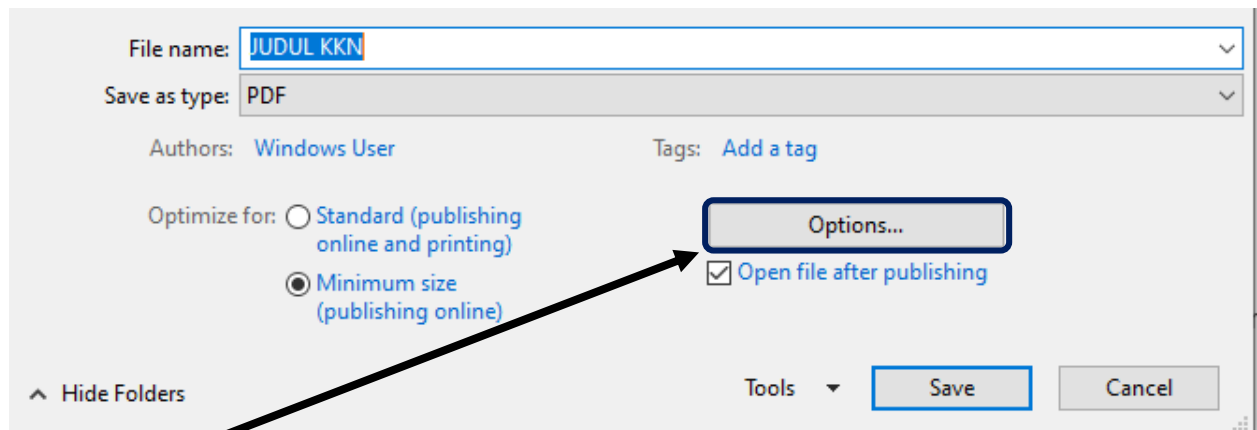 File name: JUDUL KKN
Save as type: PDF
Authors: Windows User Tags: Add a tag
Optimize for: Standard (publishing
online and printing)
Minimum size
(publishing online)
Options...
Open file after publishing
Hide Folders Tools Save Cancel